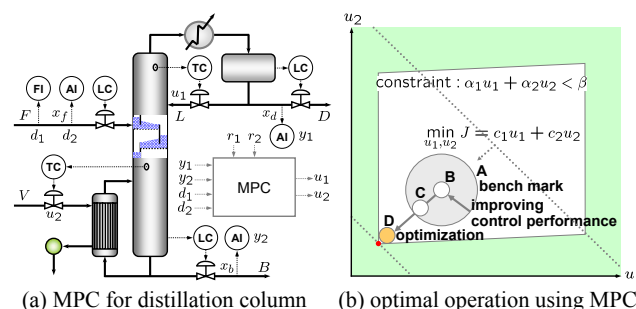 FI
AI
LC
TC
LC
F
x_f
d_1
d_2
u_1
L
x_d
D
AI
y_1
r_1
r_2
TC
y_1
y_2
d_1
d_2
MPC
u_1
u_2
V
u_2
LC
AI
y_2
x_b
B
(a) MPC for distillation column
u_2
constraint : α_1u_1 + α_2u_2 < β
min J = c_1u_1 + c_2u_2
u_1,u_2
A
bench mark
B
C
improving
control performance
D
optimization
u
(b) optimal operation using MPC